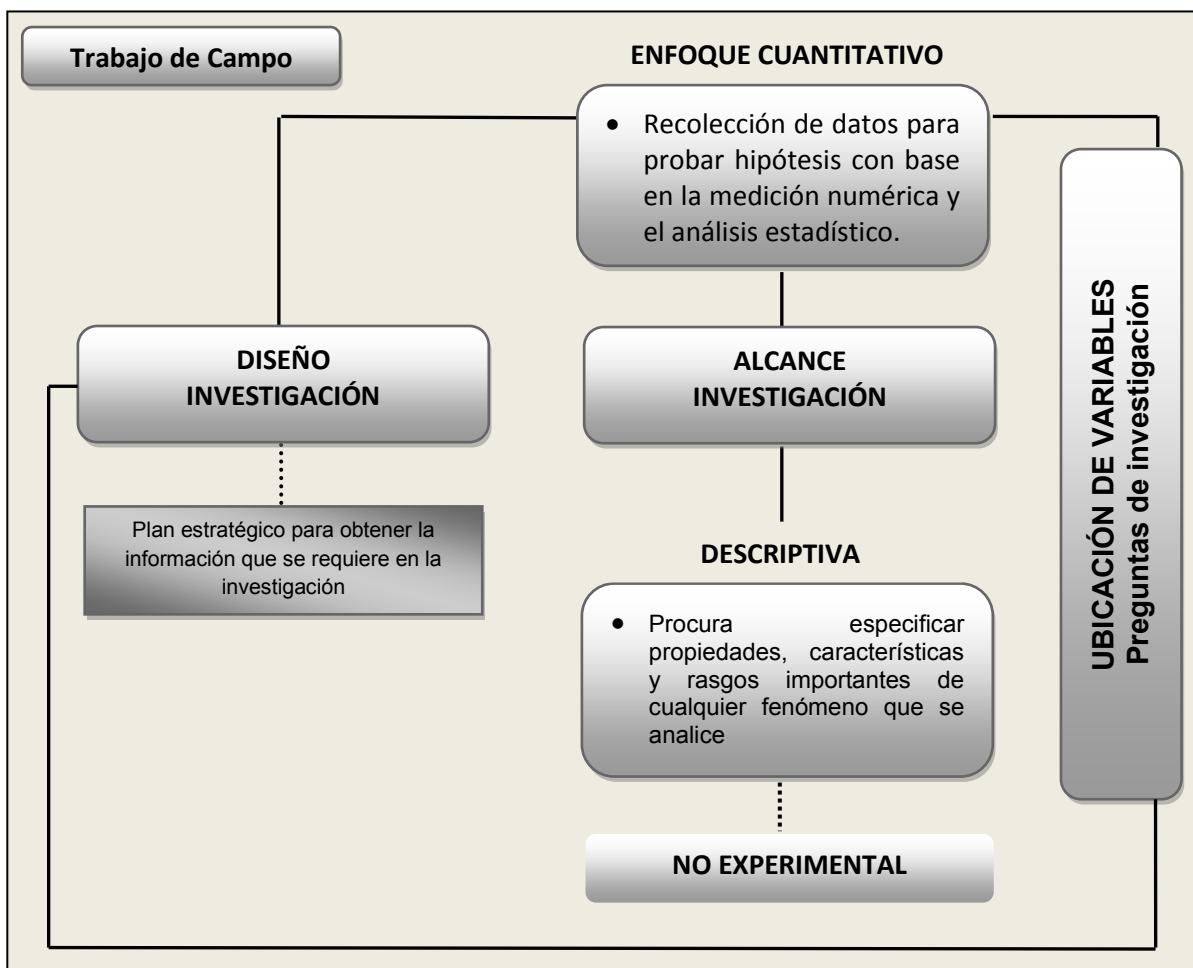 Trabajo de Campo
ENFOQUE CUANTITATIVO
• Recolección de datos para
probar hipótesis con base
en la medición numérica y
el análisis estadístico.
DISEÑO
INVESTIGACIÓN
Plan estratégico para obtener la
información que se requiere en la
investigación
ALCANCE
INVESTIGACIÓN
DESCRIPTIVA
• Procura especificar
propiedades, características
y rasgos importantes de
cualquier fenómeno que se
analice
NO EXPERIMENTAL
UBICACIÓN DE VARIABLES
Preguntas de investigación